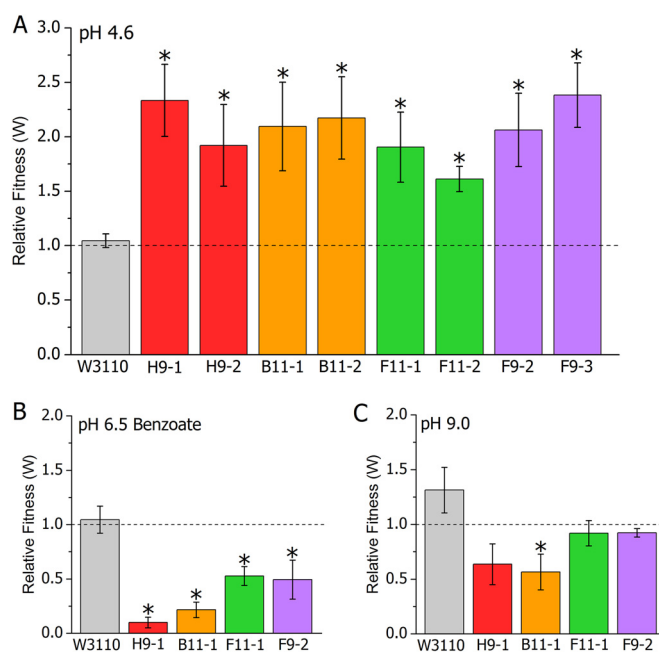 A
pH 4.6
Relative Fitness (W)
3.0
2.5
2.0
1.5
1.0
0.5
0.0
* * * * * * * *
W3110 H9-1 H9-2 B11-1 B11-2 F11-1 F11-2 F9-2 F9-3
B
pH 6.5 Benzoate
Relative Fitness (W)
2.0
1.5
1.0
0.5
0.0
* * * *
W3110 H9-1 B11-1 F11-1 F9-2
C
pH 9.0
Relative Fitness (W)
2.0
1.5
1.0
0.5
0.0
*
W3110 H9-1 B11-1 F11-1 F9-2